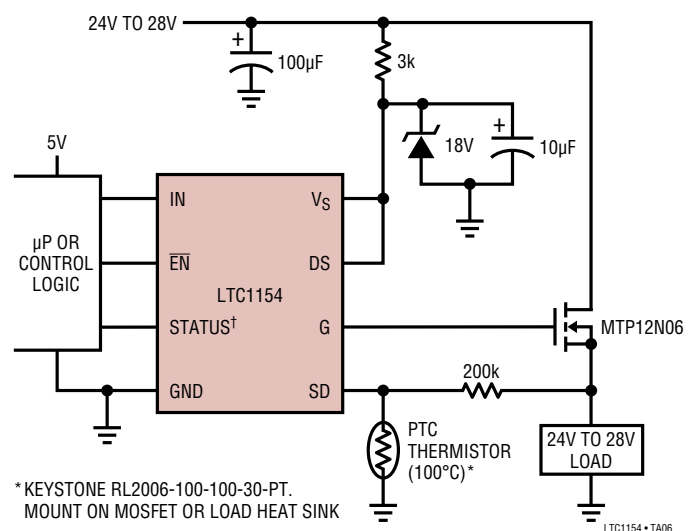 24V TO 28V
+
100µF
3k
+
18V
10µF
5V
µP OR
CONTROL
LOGIC
IN
EN
STATUS†
GND
LTC1154
VS
DS
G
SD
MTP12N06
200k
PTC
THERMISTOR
(100°C)*
24V TO 28V
LOAD
*KEYSTONE RL2006-100-100-30-PT.
MOUNT ON MOSFET OR LOAD HEAT SINK
LTC1154 • TA06